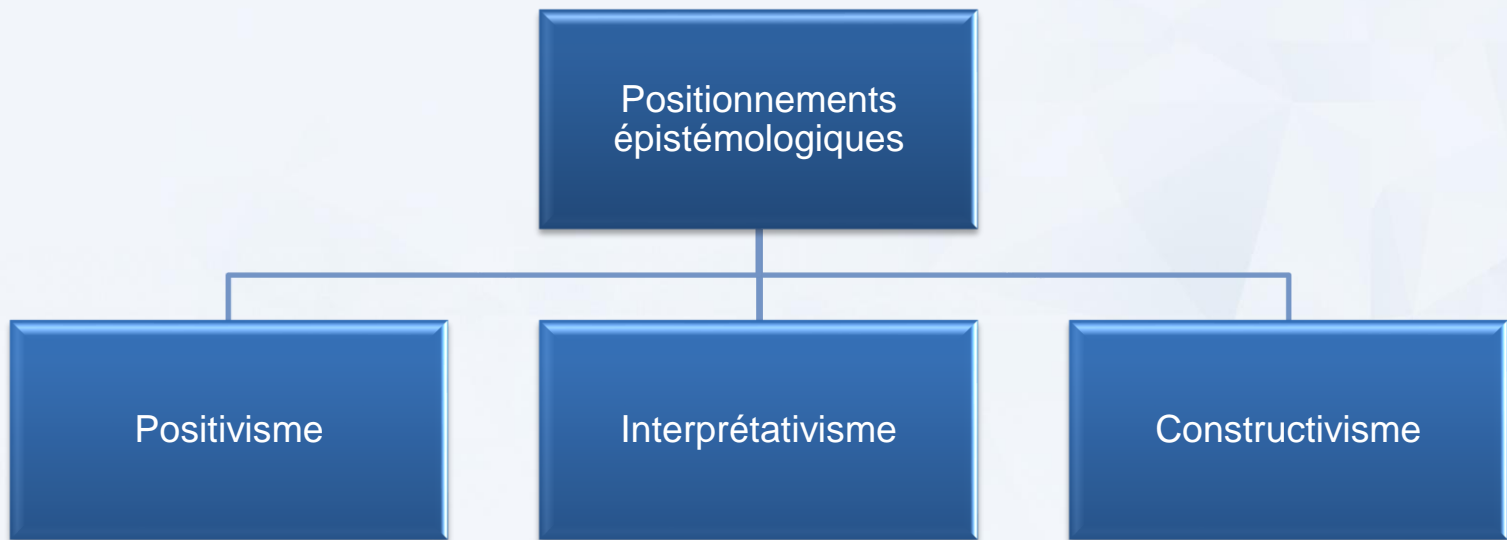 Positionnements
épistémologiques
Positivisme
Interprétativisme
Constructivisme